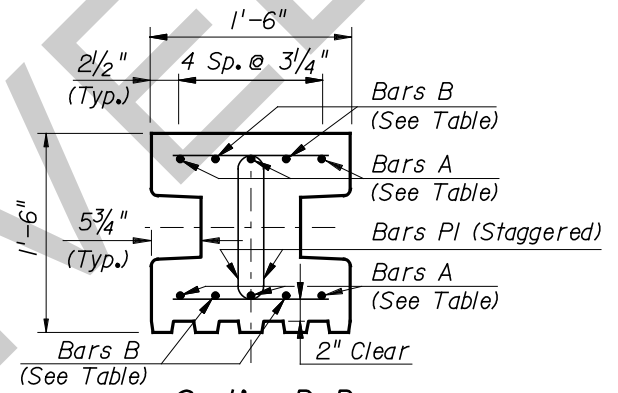 1'-6"
2½" 4 Sp. @ 3¼"
(Typ.)
Bars B
(See Table)
Bars A
(See Table)
1'-6"
5¾"
(Typ.)
Bars P1 (Staggered)
Bars A
(See Table)
Bars B
(See Table)
2" Clear